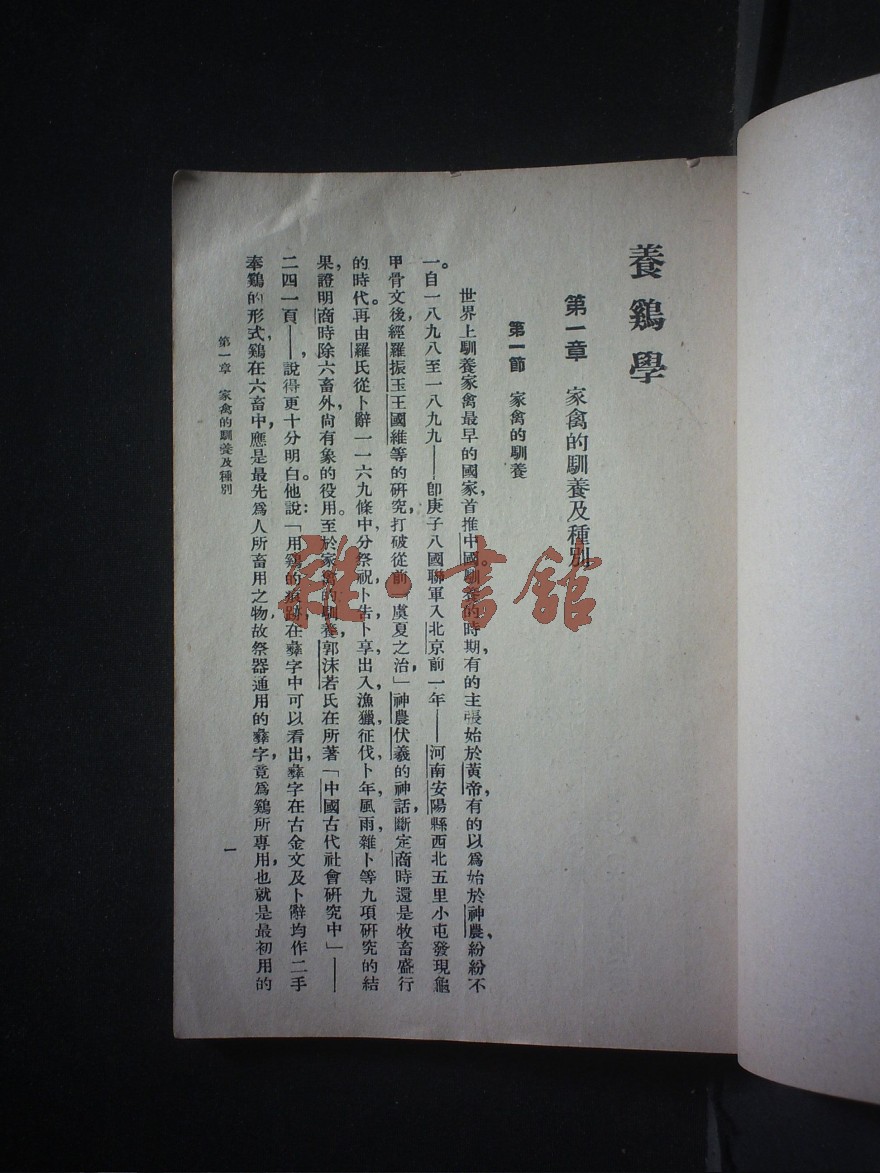 養鷄學
第一章 家禽的馴養及種別
第一節 家禽的馴養
世界上馴養家禽最早的國家,首推中國。馴養的時期,有的主張始於黃帝,有的以爲始於神農,紛紛不
一。自一八九八至一八九九——卽庚子八國聯軍入北京前一年——河南安陽縣西北五里小屯發現龜
甲骨文後,經羅振玉王國維等的研究,打破從前「虞夏之治,」神農伏羲的神話,斷定商時還是牧畜盛行
的時代。再由羅氏從卜辭一一六九條中分祭祝,卜告,卜享,出入,漁獵,征伐,卜年,風雨,雜卜等九項研究的結
果,證明商時除六畜外,尙有象的役用。至於家禽的馴養,郭沫若氏在所著「中國古代社會研究中」——
二四一頁——,說得更十分明白。他說:「用鷄的痕跡,在彝字中可以看出,彝字在古金文及卜辭均作二手
奉鷄的形式,鷄在六畜中,應是最先爲人所畜用之物,故祭器通用的彝字,竟爲鷄所專用,也就是最初用的
第一章 家禽的馴養及種別
一
雜·書館